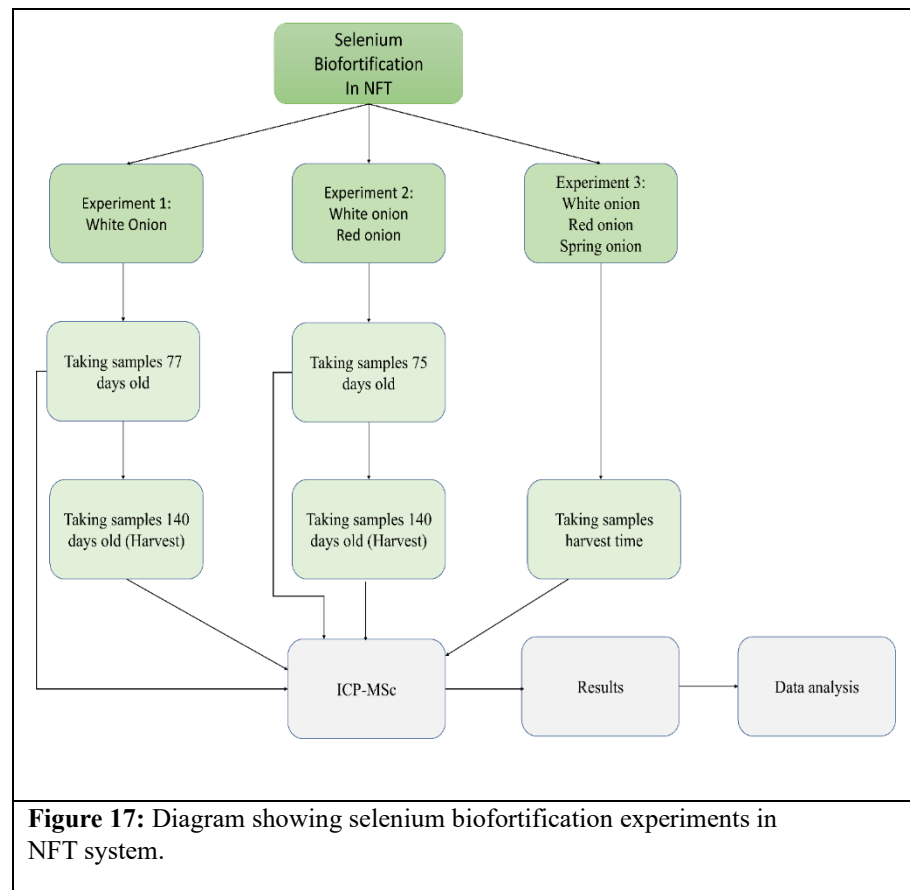 Selenium
Biofortification
In NFT
Experiment 1:
White Onion
Experiment 2:
White onion
Red onion
Experiment 3:
White onion
Red onion
Spring onion
Taking samples 77
days old
Taking samples 75
days old
Taking samples 140
days old (Harvest)
Taking samples 140
days old (Harvest)
Taking samples
harvest time
ICP-MSc
Results
Data analysis
Figure 17: Diagram showing selenium biofortification experiments in
NFT system.